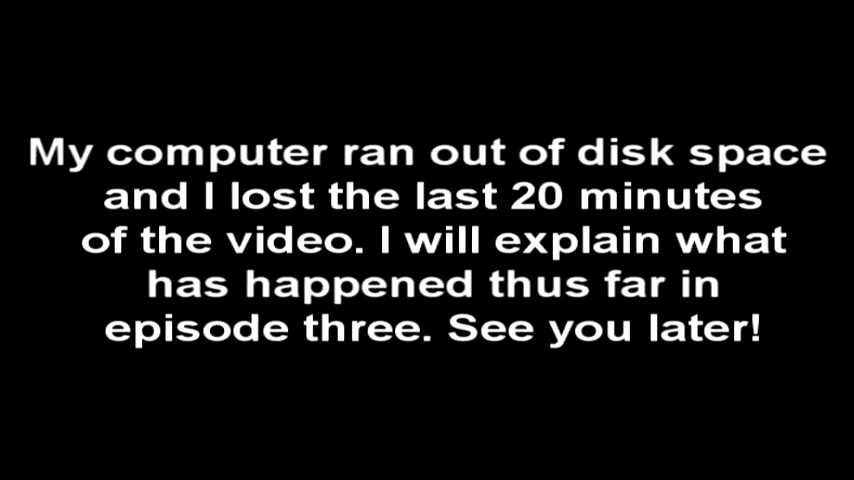 My computer ran out of disk space
and I lost the last 20 minutes
of the video. I will explain what
has happened thus far in
episode three. See you later!